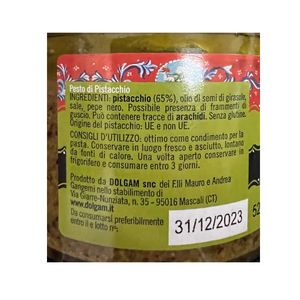 Pesto di Pistacchio
INGREDIENTI: pistacchio (65%), olio di semi di girasole,
sale, pepe nero. Possibile presenza di frammenti di
guscio. Può contenere tracce di arachidi. Senza glutine.
Origine del pistacchio: UE e non UE.
CONSIGLI D'UTILIZZO: ottimo come condimento per la
pasta. Conservare in luogo fresco e asciutto, lontano
da fonti di calore. Una volta aperto conservare in
frigorifero e consumare entro 3 giorni.
Prodotto da DOLGAM snc dei F.lli Mauro e Andrea
Gangemi nello stabilimento di
Via Giarre-Nunziata, n. 35 - 95016 Mascali (CT)
www.dolgam.it
Da consumarsi preferibilmente
entro il e lotto n°
31/12/2023